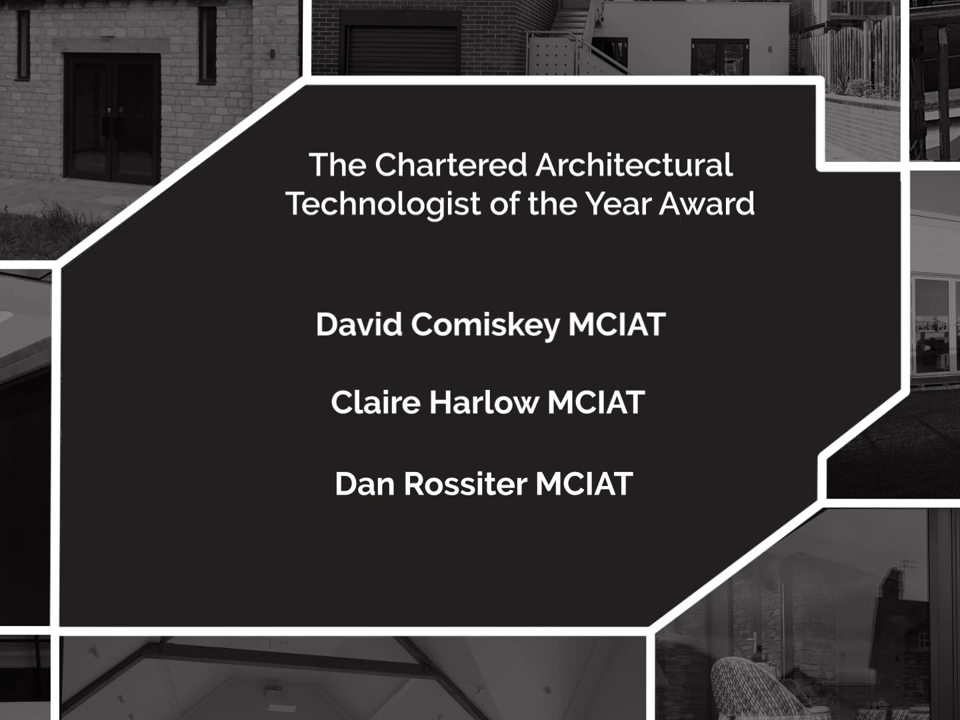 The Chartered Architectural
Technologist of the Year Award
David Comiskey MCIAT
Claire Harlow MCIAT
Dan Rossiter MCIAT